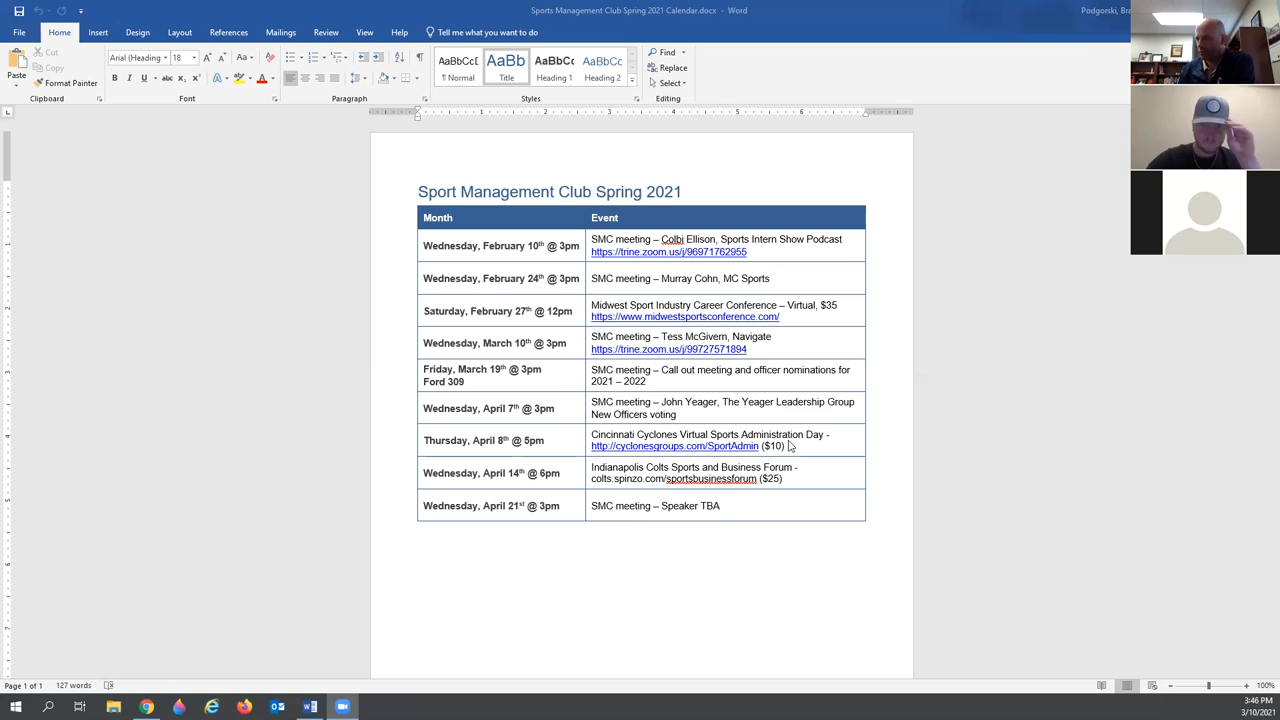 Sports Management Club Spring 2021 Calendar.docx - Word
Podgorski, Bra
File Home Insert Design Layout References Mailings Review View Help Tell me what you want to do
Cut
Copy
Format Painter
Paste
Clipboard
Arial (Heading 18
Font
Paragraph
AaBbCcI AaBb AaBbCc AaBbCcI
¶ Normal Title Heading 1 Heading 2
Styles
Find
Replace
Select
Editing
1 2 3 4 5 6
Sport Management Club Spring 2021
Month Event
Wednesday, February 10th @ 3pm SMC meeting – Colbi Ellison, Sports Intern Show Podcast
https://trine.zoom.us/j/96971762955
Wednesday, February 24th @ 3pm SMC meeting – Murray Cohn, MC Sports
Saturday, February 27th @ 12pm Midwest Sport Industry Career Conference – Virtual, $35
https://www.midwestsportsconference.com/
Wednesday, March 10th @ 3pm SMC meeting – Tess McGivern, Navigate
https://trine.zoom.us/j/99727571894
Friday, March 19th @ 3pm SMC meeting – Call out meeting and officer nominations for
Ford 309 2021 – 2022
Wednesday, April 7th @ 3pm SMC meeting – John Yeager, The Yeager Leadership Group
New Officers voting
Thursday, April 8th @ 5pm Cincinnati Cyclones Virtual Sports Administration Day -
http://cyclonesgroups.com/SportAdmin ($10)
Wednesday, April 14th @ 6pm Indianapolis Colts Sports and Business Forum -
colts.spinzo.com/sportsbusinessforum ($25)
Wednesday, April 21st @ 3pm SMC meeting – Speaker TBA
Page 1 of 1 127 words 100%
3:46 PM
3/10/2021